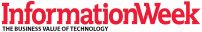 InformationWeek
THE BUSINESS VALUE OF TECHNOLOGY